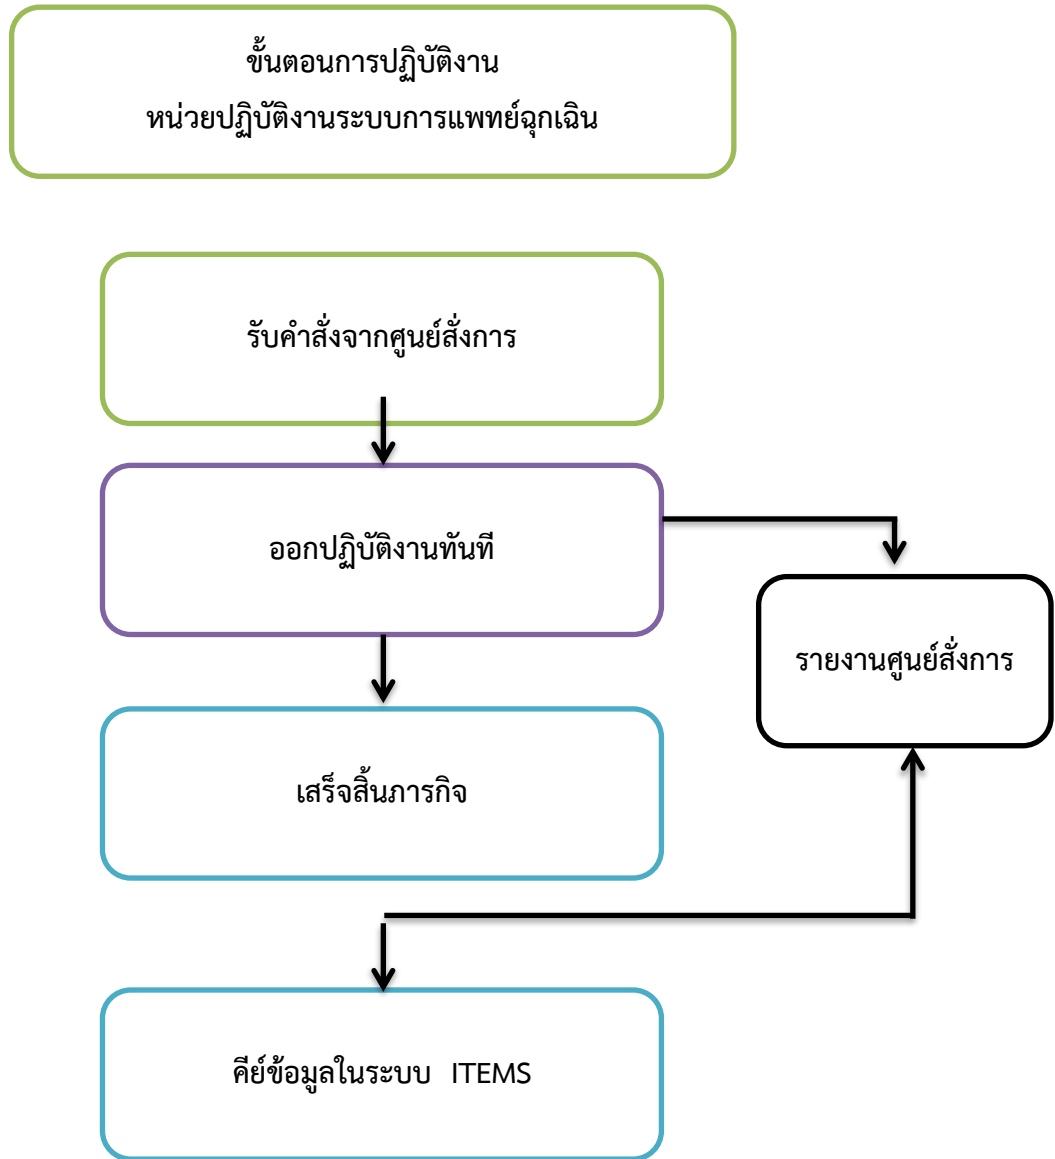 ขั้นตอนการปฏิบัติงาน
หน่วยปฏิบัติงานระบบการแพทย์ฉุกเฉิน
รับคำสั่งจากศูนย์สั่งการ
ออกปฏิบัติงานทันที
รายงานศูนย์สั่งการ
เสร็จสิ้นภารกิจ
คีย์ข้อมูลในระบบ ITEMS